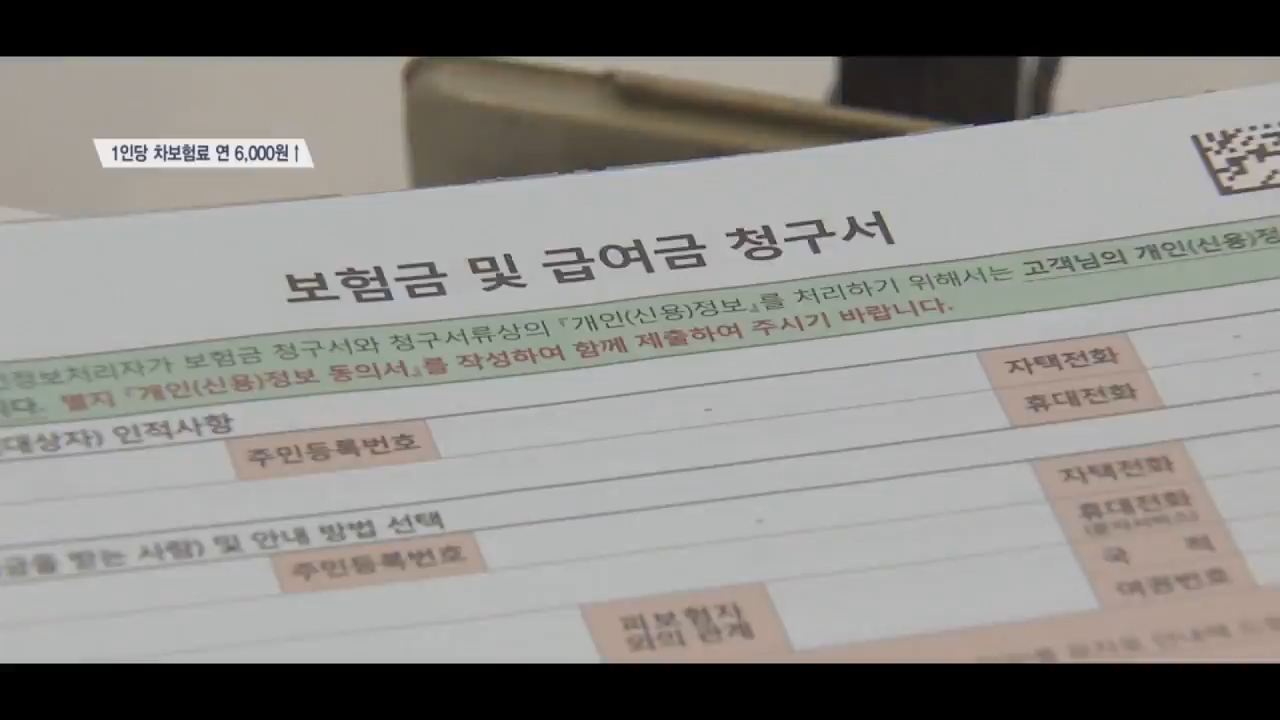 1인당 차보험료 연 6,000원↑
보험금 및 급여금 청구서
인정보처리자가 보험금 청구서와 청구서류상의 『개인(신용)정보』를 처리하기 위해서는 고객님의 개인(신용)정
니다. 별지 『개인(신용)정보 동의서』를 작성하여 함께 제출하여 주시기 바랍니다.
대상자) 인적사항
주민등록번호
자택전화
휴대전화
금을 받는 사람) 및 안내 방법 선택
주민등록번호
자택전화
휴대전화
국 적
여권번호
피보험자
와의 관계